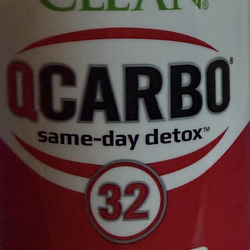 CLEAN®
QCARBO®
same-day detox™
32